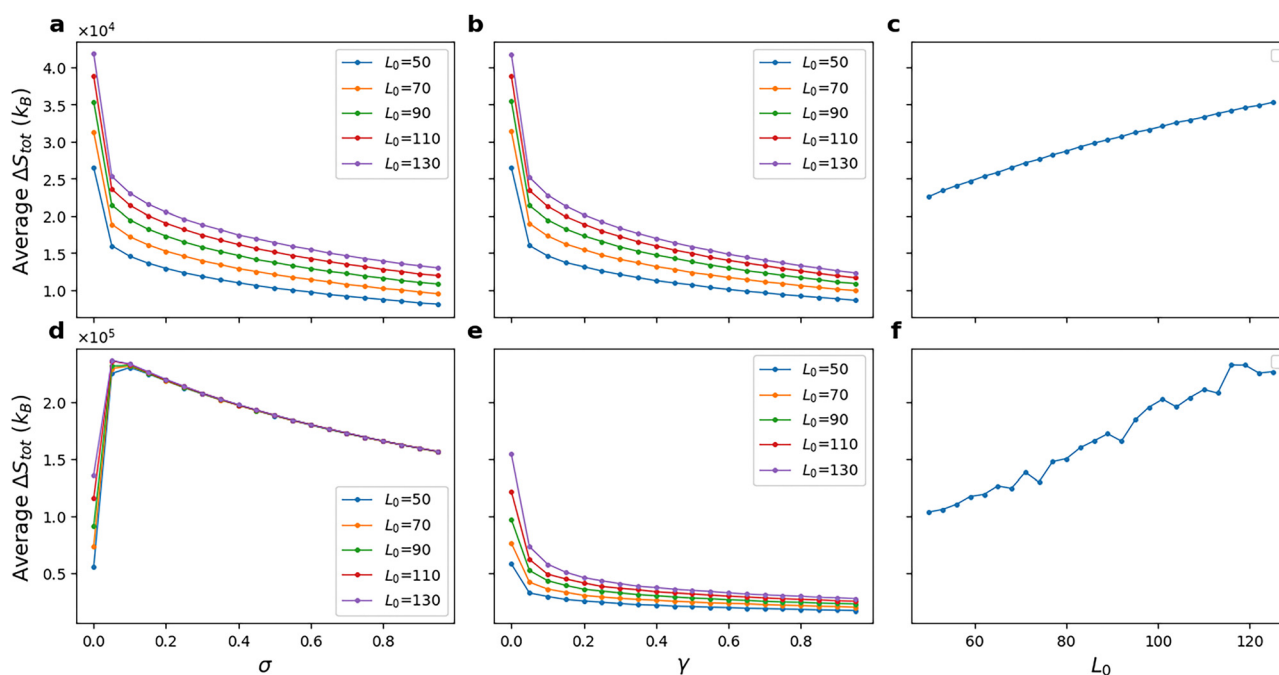 a
b
c
×10⁴
Average ΔS_tot (k_B)
4.0
3.5
3.0
2.5
2.0
1.5
1.0
L₀=50
L₀=70
L₀=90
L₀=110
L₀=130
L₀=50
L₀=70
L₀=90
L₀=110
L₀=130
d
e
f
×10⁵
Average ΔS_tot (k_B)
2.0
1.5
1.0
0.5
L₀=50
L₀=70
L₀=90
L₀=110
L₀=130
L₀=50
L₀=70
L₀=90
L₀=110
L₀=130
0.0 0.2 0.4 0.6 0.8
0.0 0.2 0.4 0.6 0.8
60 80 100 120
σ
γ
L₀